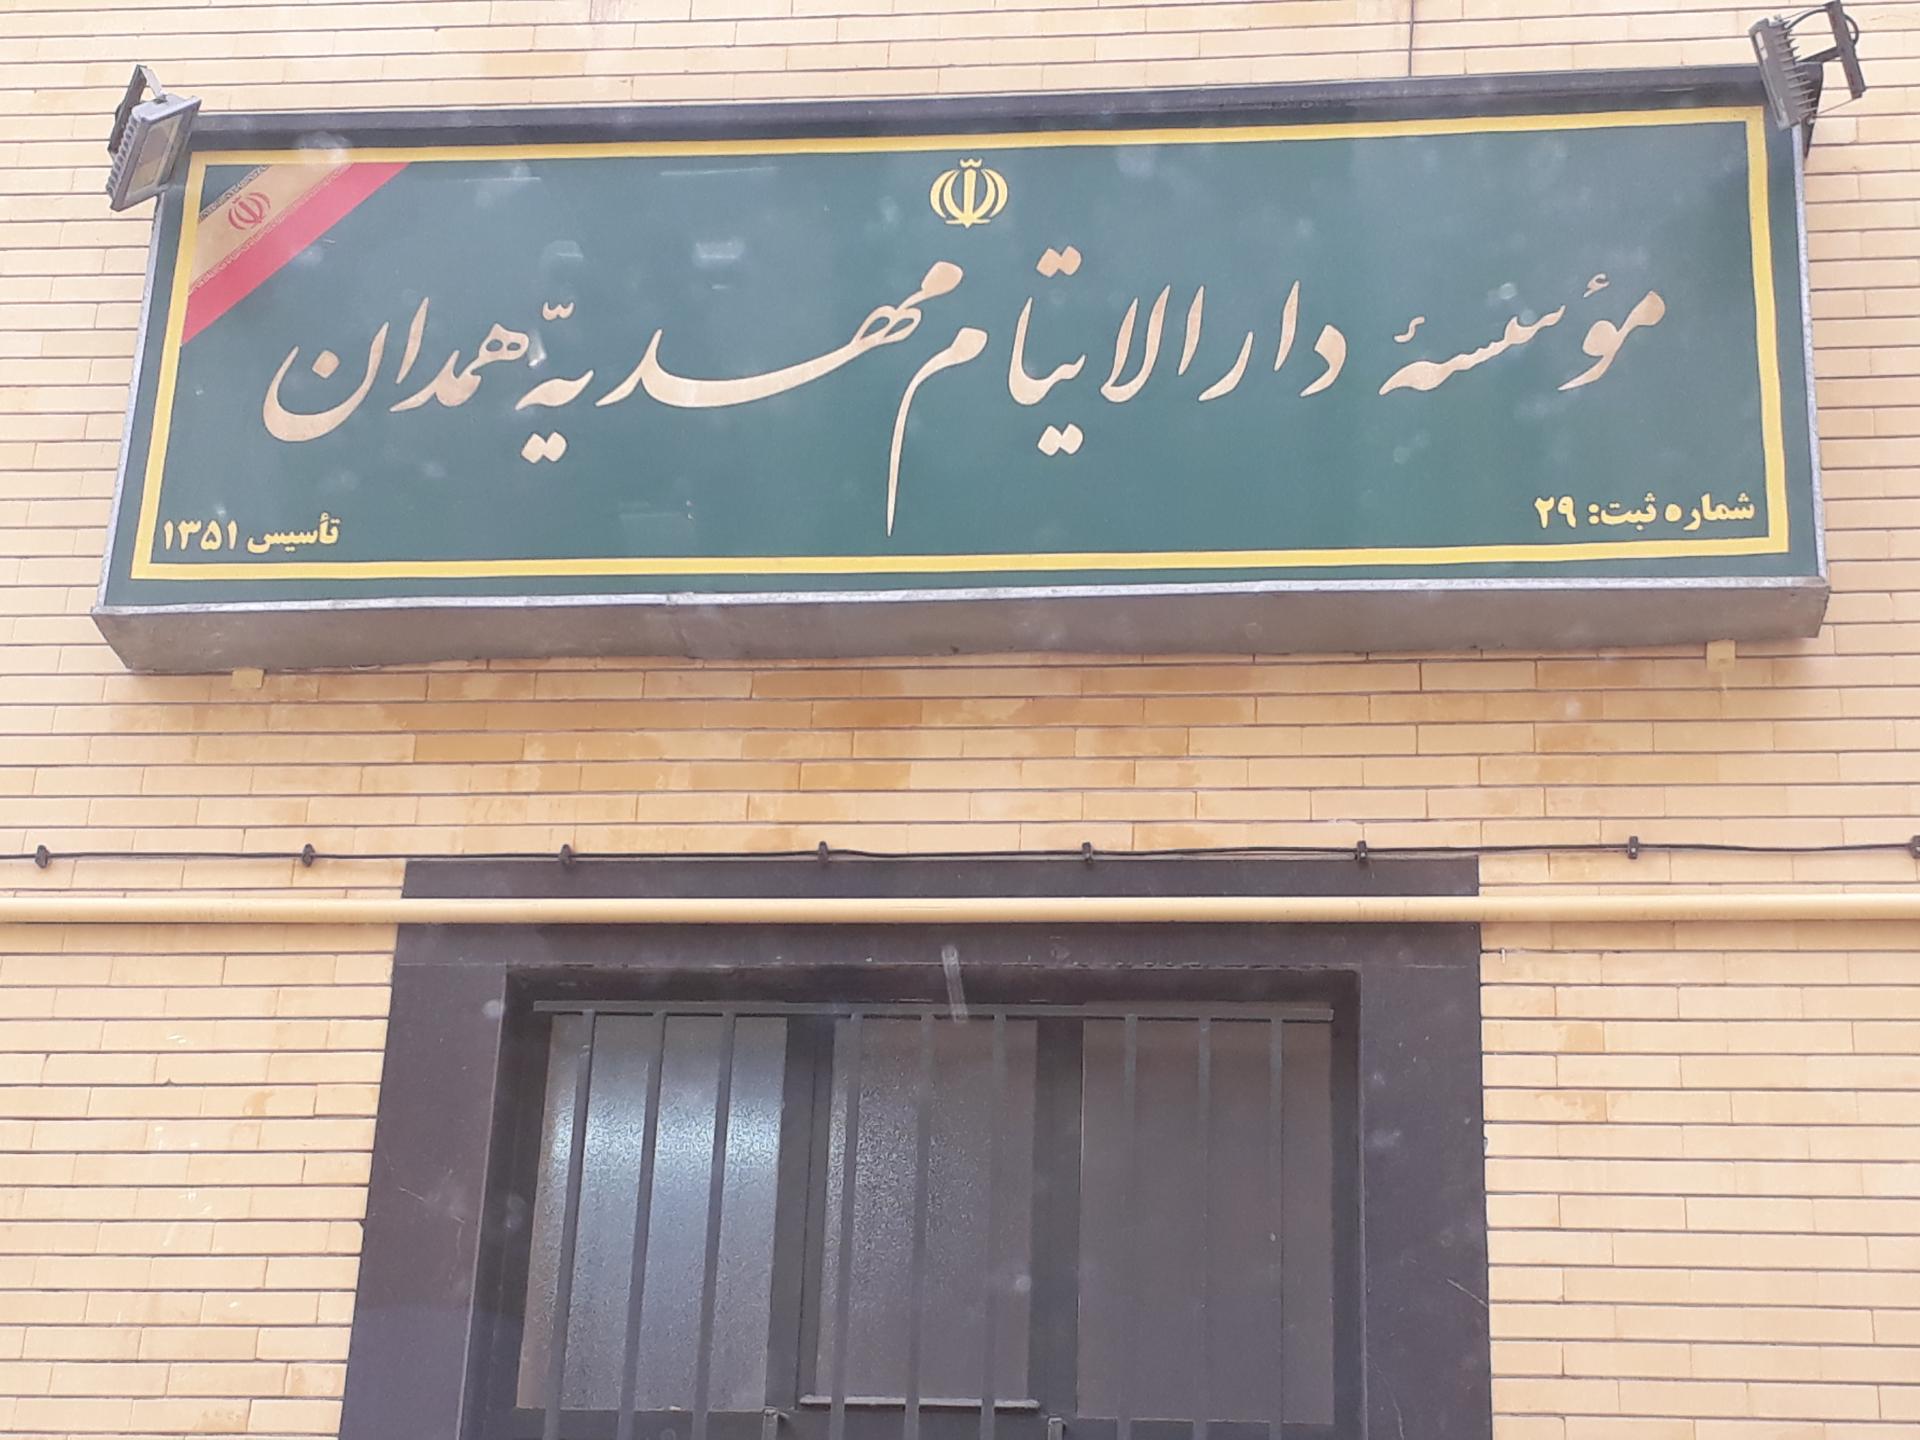 مؤسسهٔ دارالایتام مهدیّه همدان
شماره ثبت: ۲۹
تأسیس ۱۳۵۱